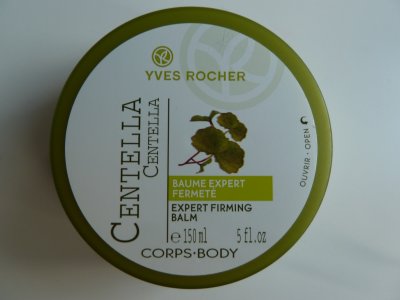 YVES ROCHER
CENTELLA
CENTELLA
BAUME EXPERT
FERMETÉ
EXPERT FIRMING
BALM
e 150 ml 5 fl.oz
CORPS•BODY
OUVRIR • OPEN